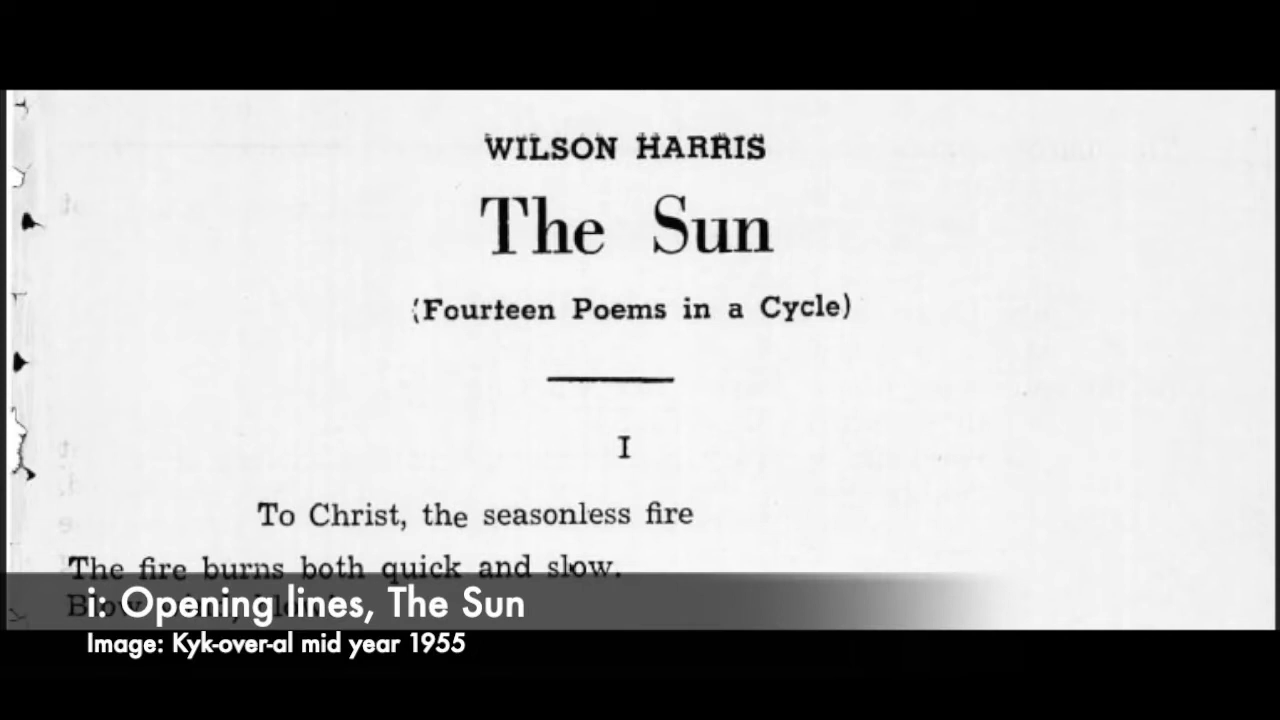 WILSON HARRIS
The Sun
(Fourteen Poems in a Cycle)
I
To Christ, the seasonless fire
The fire burns both quick and slow.
i: Opening lines, The Sun
Image: Kyk-over-al mid year 1955